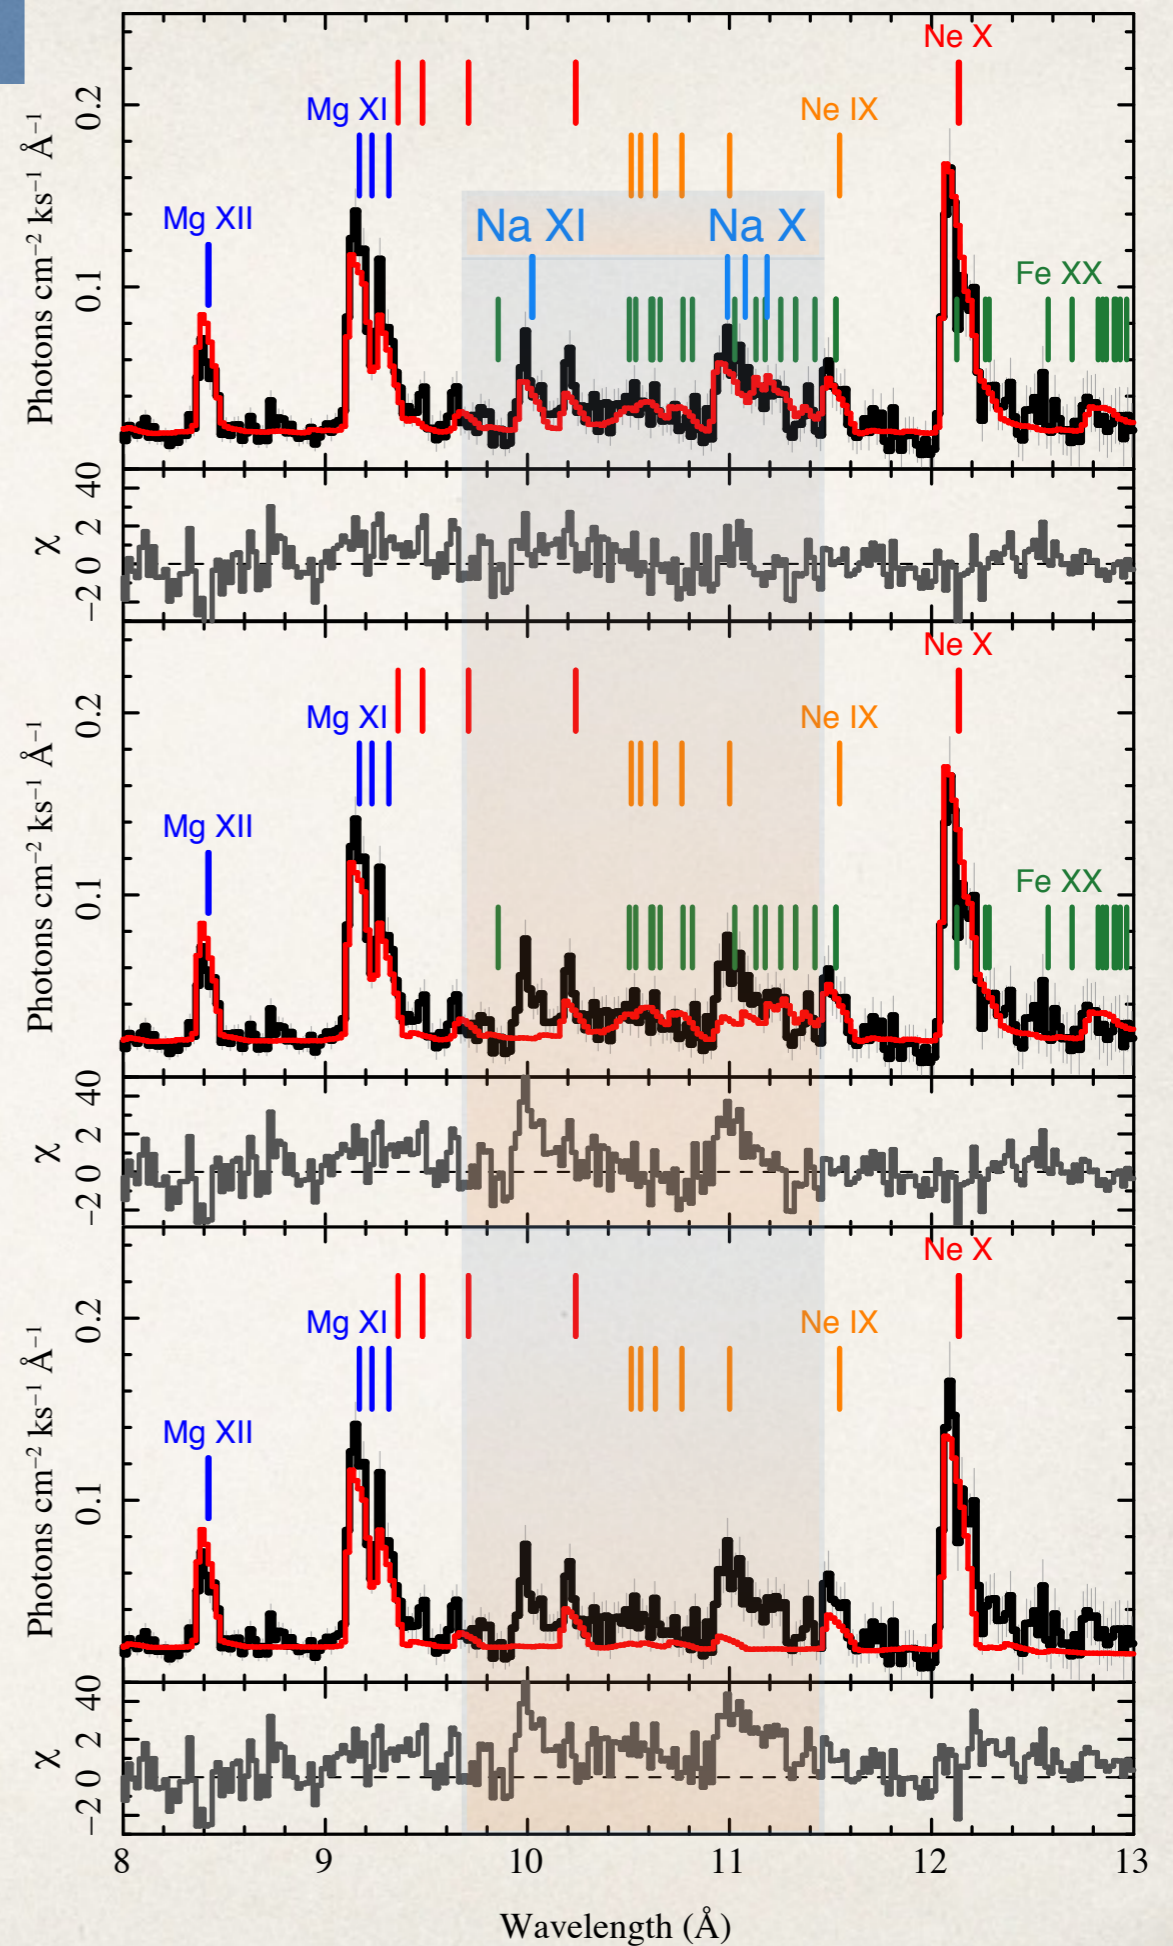 Ne X
Mg XI
Ne IX
Mg XII
Na XI
Na X
Fe XX
0.2
0.1
Photons cm⁻² ks⁻¹ Å⁻¹
40
2
0
−2
χ
Ne X
Mg XI
Ne IX
Mg XII
Fe XX
0.2
0.1
Photons cm⁻² ks⁻¹ Å⁻¹
40
2
0
−2
χ
Ne X
Mg XI
Ne IX
Mg XII
0.2
0.1
Photons cm⁻² ks⁻¹ Å⁻¹
40
2
0
−2
χ
8 9 10 11 12 13
Wavelength (Å)